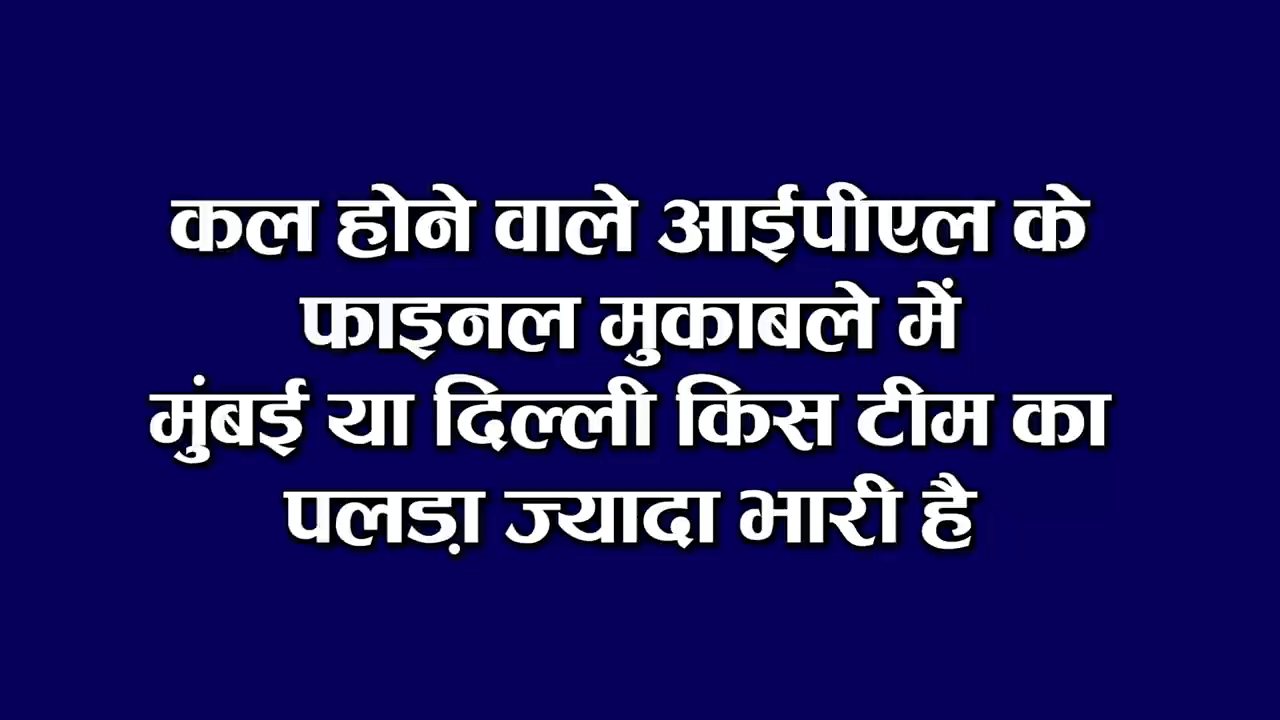 कल होने वाले आईपीएल के
फाइनल मुकाबले में
मुंबई या दिल्ली किस टीम का
पलड़ा ज्यादा भारी है